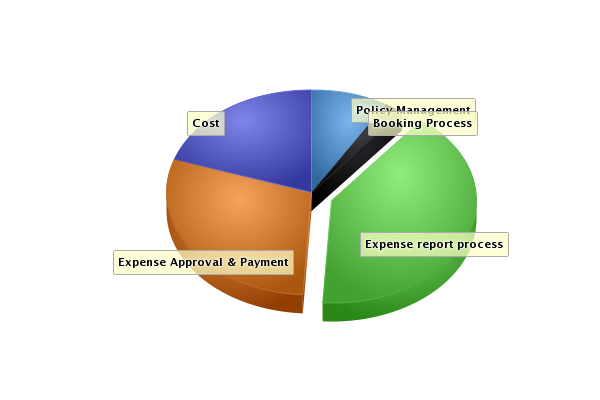 Policy Management
Booking Process
Cost
Expense report process
Expense Approval & Payment